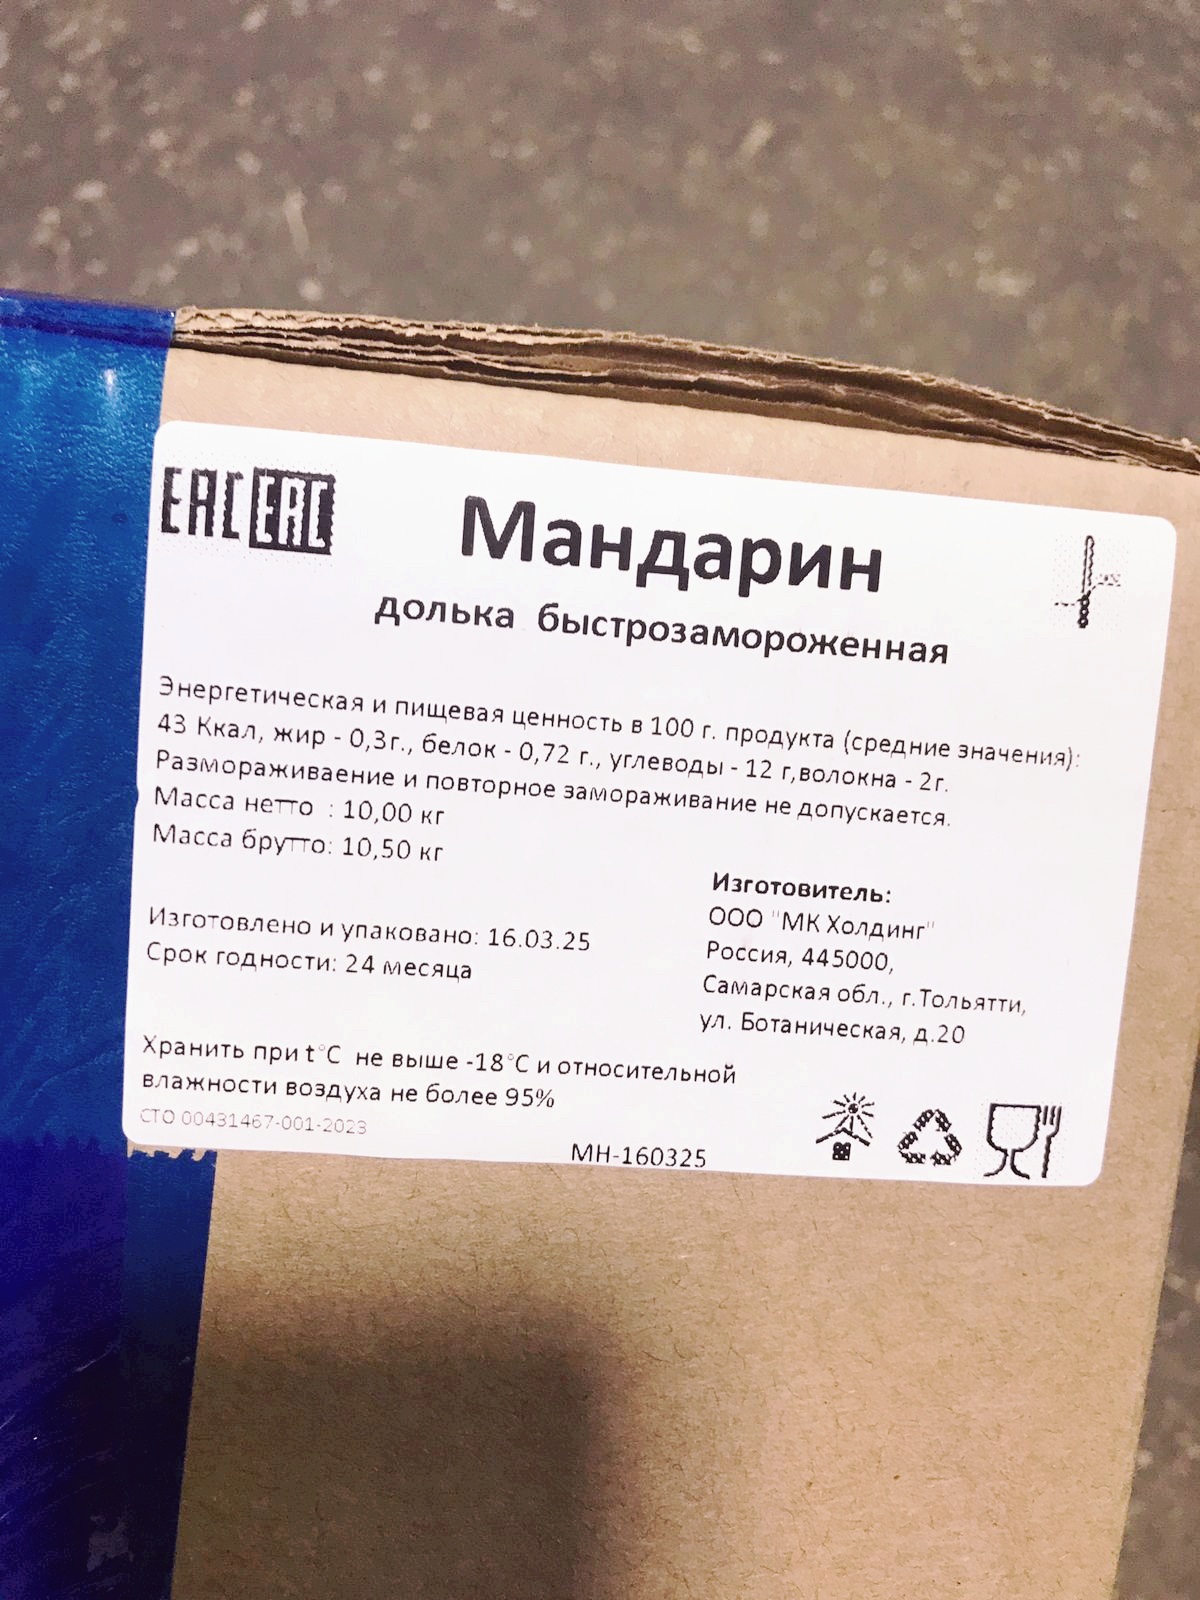 EAC EAC
Мандарин
долька быстрозамороженная
Энергетическая и пищевая ценность в 100 г. продукта (средние значения):
43 Ккал, жир - 0,3г., белок - 0,72 г., углеводы - 12 г,волокна - 2г.
Размораживаение и повторное замораживание не допускается.
Масса нетто : 10,00 кг
Масса брутто: 10,50 кг
Изготовлено и упаковано: 16.03.25
Срок годности: 24 месяца
Изготовитель:
ООО "МК Холдинг"
Россия, 445000,
Самарская обл., г.Тольятти,
ул. Ботаническая, д.20
Хранить при t°C не выше -18°C и относительной
влажности воздуха не более 95%
СТО 00431467-001-2023
МН-160325